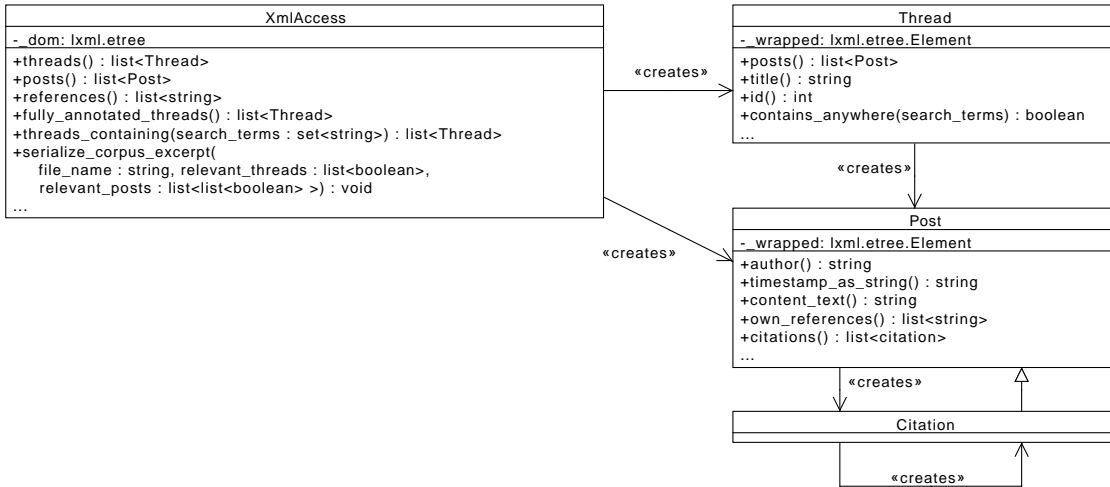 XmlAccess
-_dom: lxml.etree
+threads() : list<Thread>
+posts() : list<Post>
+references() : list<string>
+fully_annotated_threads() : list<Thread>
+threads_containing(search_terms : set<string>) : list<Thread>
+serialize_corpus_excerpt(
file_name : string, relevant_threads : list<boolean>,
relevant_posts : list<list<boolean> >) : void
...
«creates»
«creates»
Thread
-_wrapped: lxml.etree.Element
+posts() : list<Post>
+title() : string
+id() : int
+contains_anywhere(search_terms) : boolean
...
«creates»
Post
-_wrapped: lxml.etree.Element
+author() : string
+timestamp_as_string() : string
+content_text() : string
+own_references() : list<string>
+citations() : list<citation>
...
«creates»
Citation
«creates»